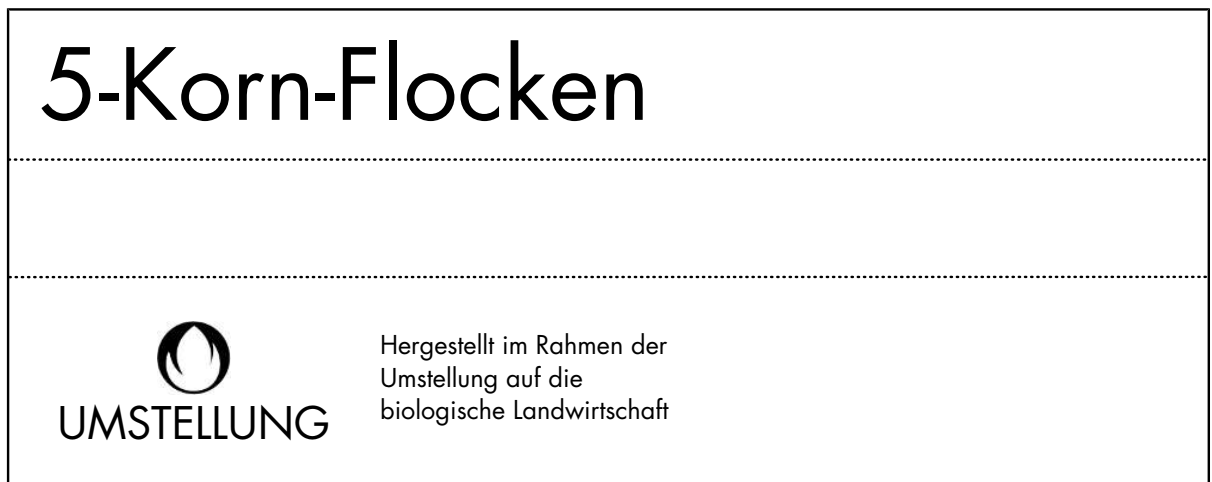 5-Korn-Flocken
UMSTELLUNG
Hergestellt im Rahmen der
Umstellung auf die
biologische Landwirtschaft